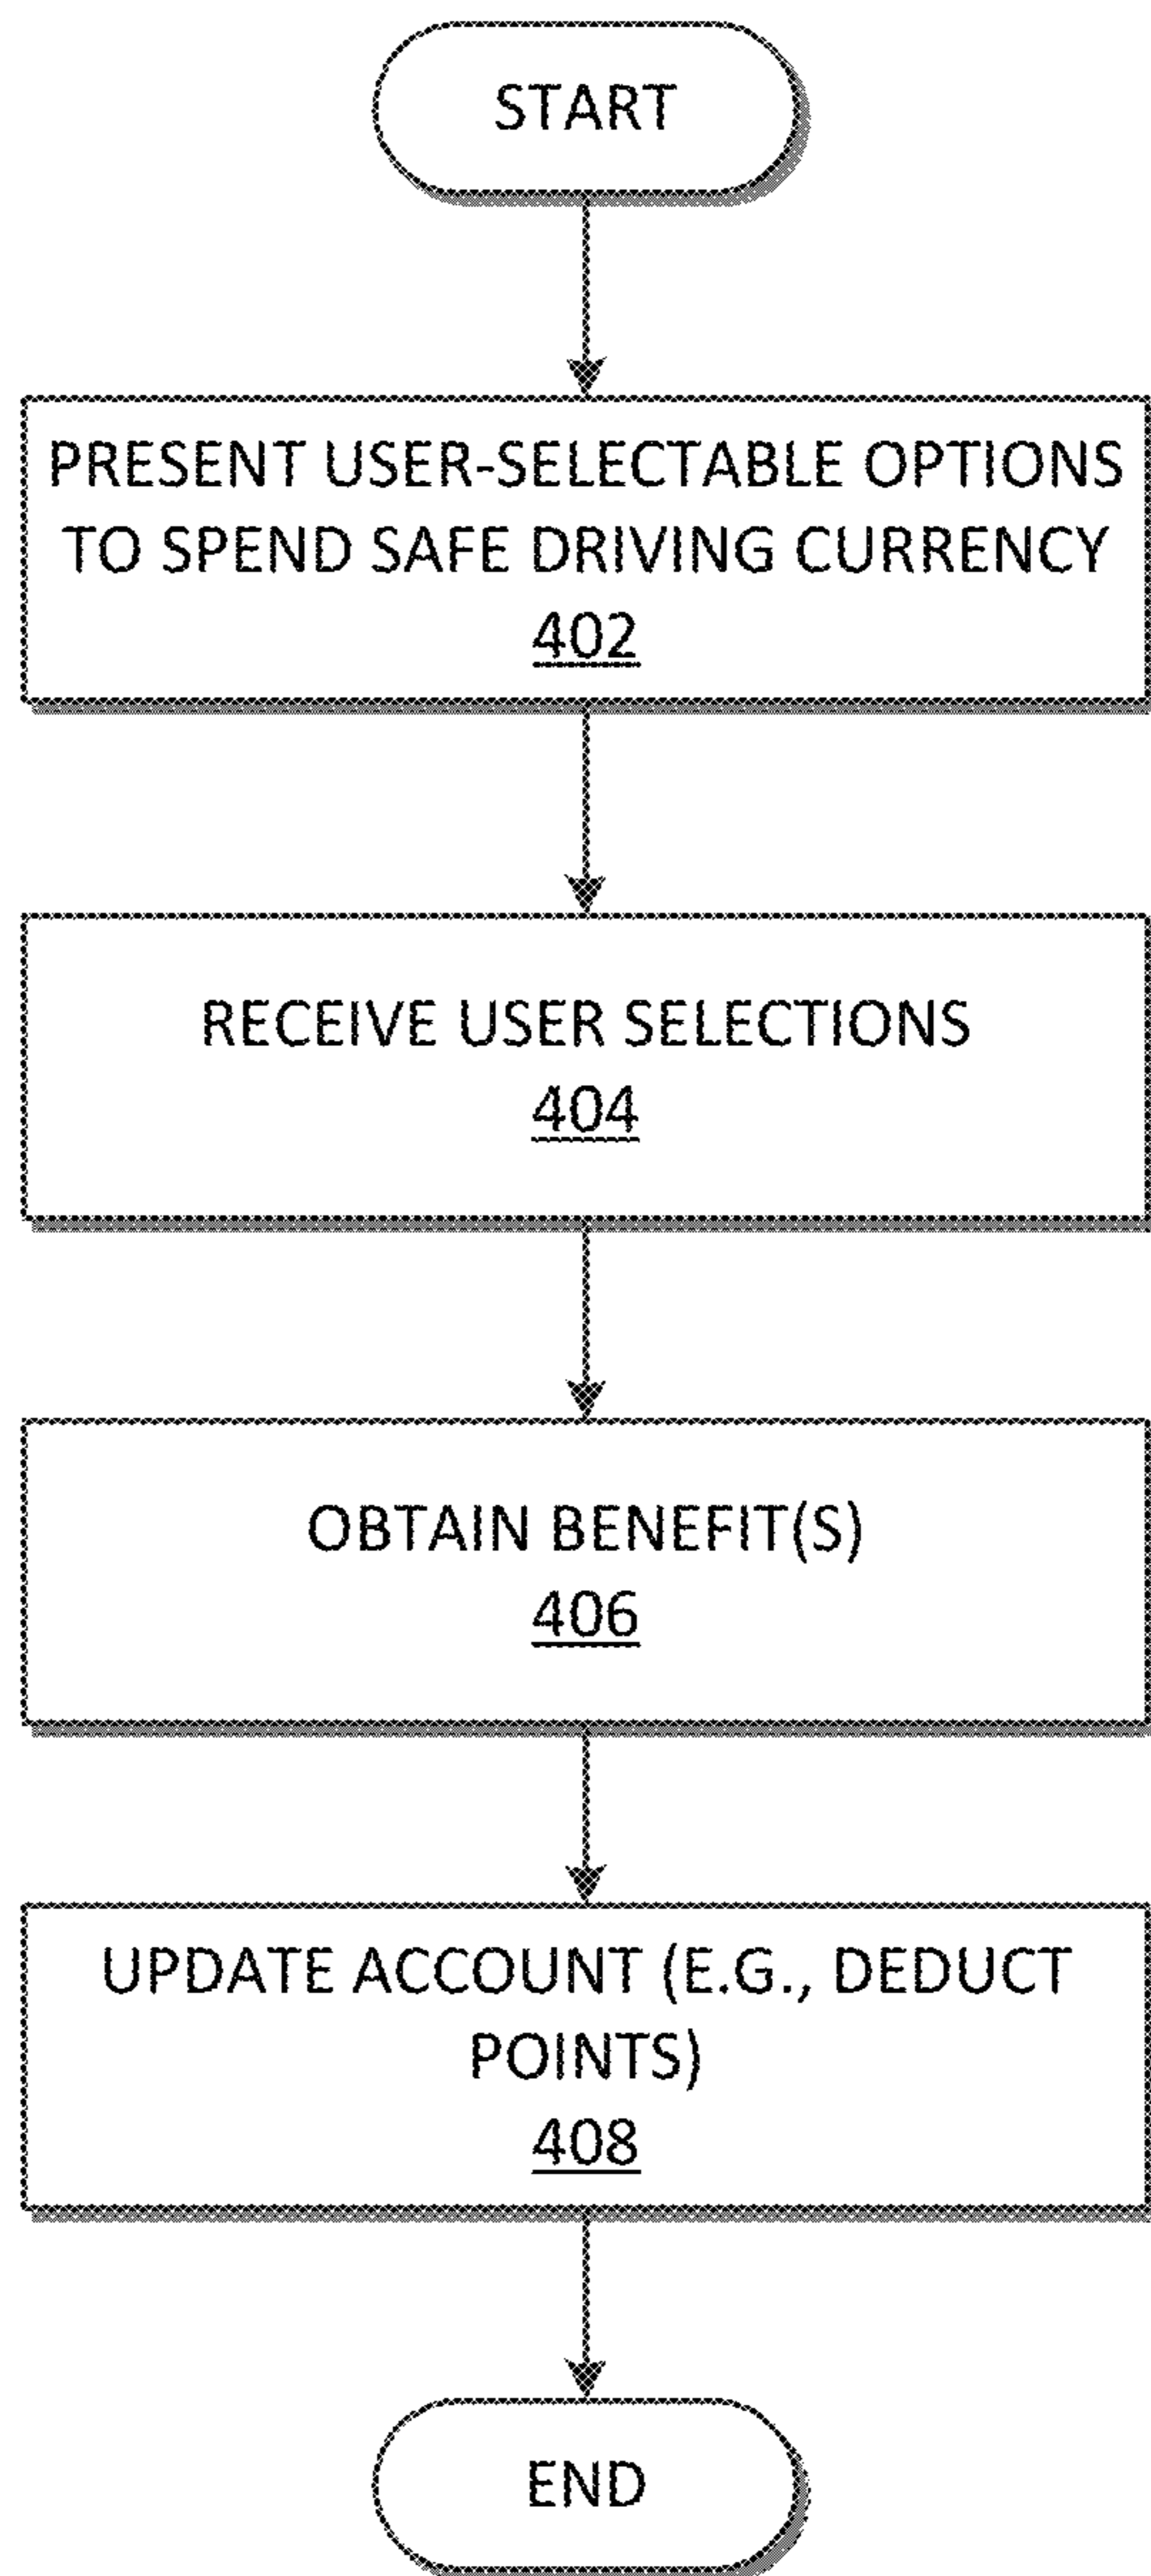 START
PRESENT USER-SELECTABLE OPTIONS
TO SPEND SAFE DRIVING CURRENCY
402
RECEIVE USER SELECTIONS
404
OBTAIN BENEFIT(S)
406
UPDATE ACCOUNT (E.G., DEDUCT
POINTS)
408
END